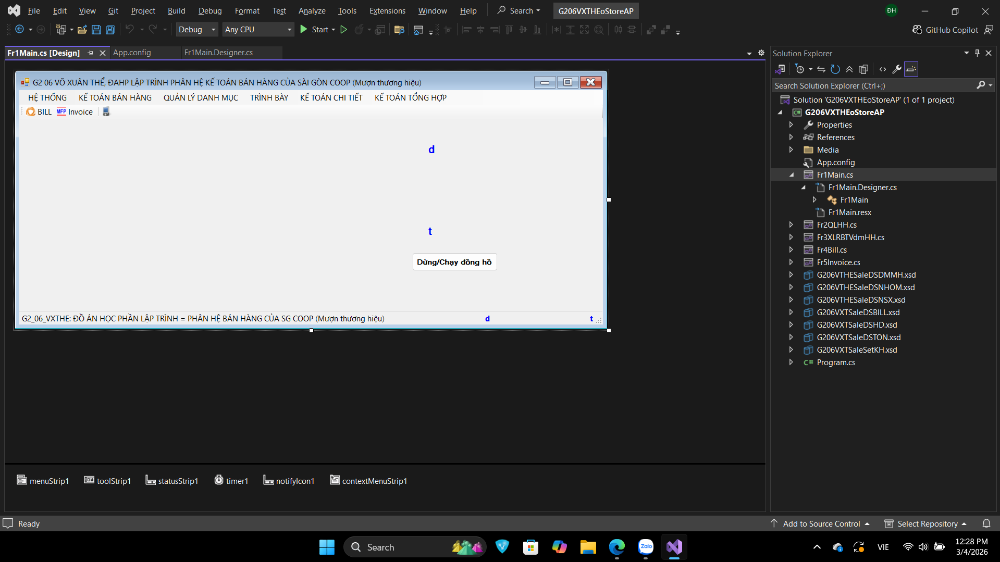 File Edit View Git Project Build Debug Format Test Analyze Tools Extensions Window Help Search G206VXTHEoStoreAP ĐH
Debug Any CPU Start GitHub Copilot
Fr1Main.cs [Design] App.config Fr1Main.Designer.cs
G2 06 VÕ XUÂN THỂ, ĐAHP LẬP TRÌNH PHÂN HỆ KẾ TOÁN BÁN HÀNG CỦA SÀI GÒN COOP (Mượn thương hiệu)
HỆ THỐNG KẾ TOÁN BÁN HÀNG QUẢN LÝ DANH MỤC TRÌNH BÀY KẾ TOÁN CHI TIẾT KẾ TOÁN TỔNG HỢP
BILL MFP Invoice
d
t
Dừng/Chạy đồng hồ
G2_06_VXTHE: ĐỒ ÁN HỌC PHẦN LẬP TRÌNH = PHÂN HỆ BÁN HÀNG CỦA SG COOP (Mượn thương hiệu) d t
menuStrip1 toolStrip1 statusStrip1 timer1 notifyIcon1 contextMenuStrip1
Solution Explorer
Search Solution Explorer (Ctrl+;)
Solution 'G206VXTHEoStoreAP' (1 of 1 project)
C# G206VXTHEoStoreAP
Properties
References
Media
App.config
Fr1Main.cs
Fr1Main.Designer.cs
Fr1Main
Fr1Main.resx
Fr2QLHH.cs
Fr3XLRBTVdmHH.cs
Fr4Bill.cs
Fr5Invoice.cs
G206VTHESaleDSDMMH.xsd
G206VTHESaleDSNHOM.xsd
G206VTHESaleDSNSX.xsd
G206VXTSaleDSBILL.xsd
G206VXTSaleDSHD.xsd
G206VXTSaleDSTON.xsd
G206VXTSaleSetKH.xsd
C# Program.cs
Ready Add to Source Control Select Repository
Search Zalo VIE 12:28 PM
3/4/2026